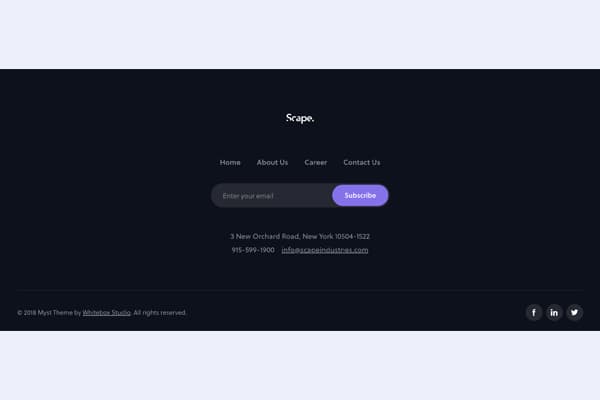 Scape.
Home About Us Career Contact Us
Enter your email Subscribe
3 New Orchard Road, New York 10504-1522
915-599-1900 info@scapeindustries.com
© 2018 Myst Theme by Whitebox Studio. All rights reserved.